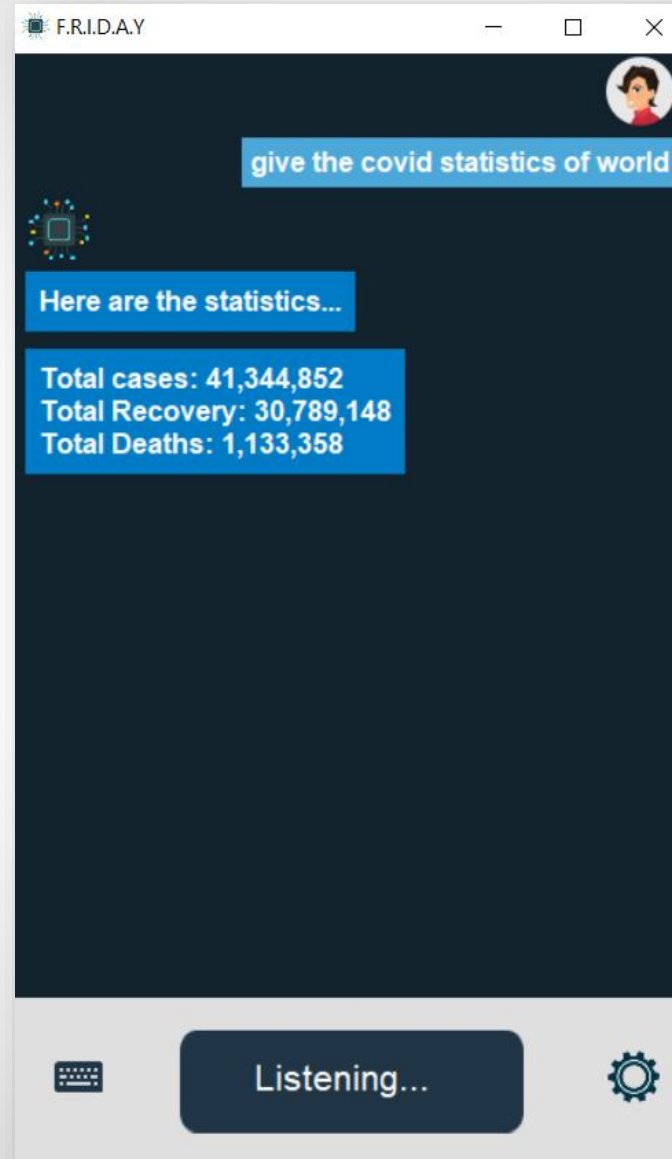 F.R.I.D.A.Y
give the covid statistics of world
Here are the statistics...
Total cases: 41,344,852
Total Recovery: 30,789,148
Total Deaths: 1,133,358
Listening...